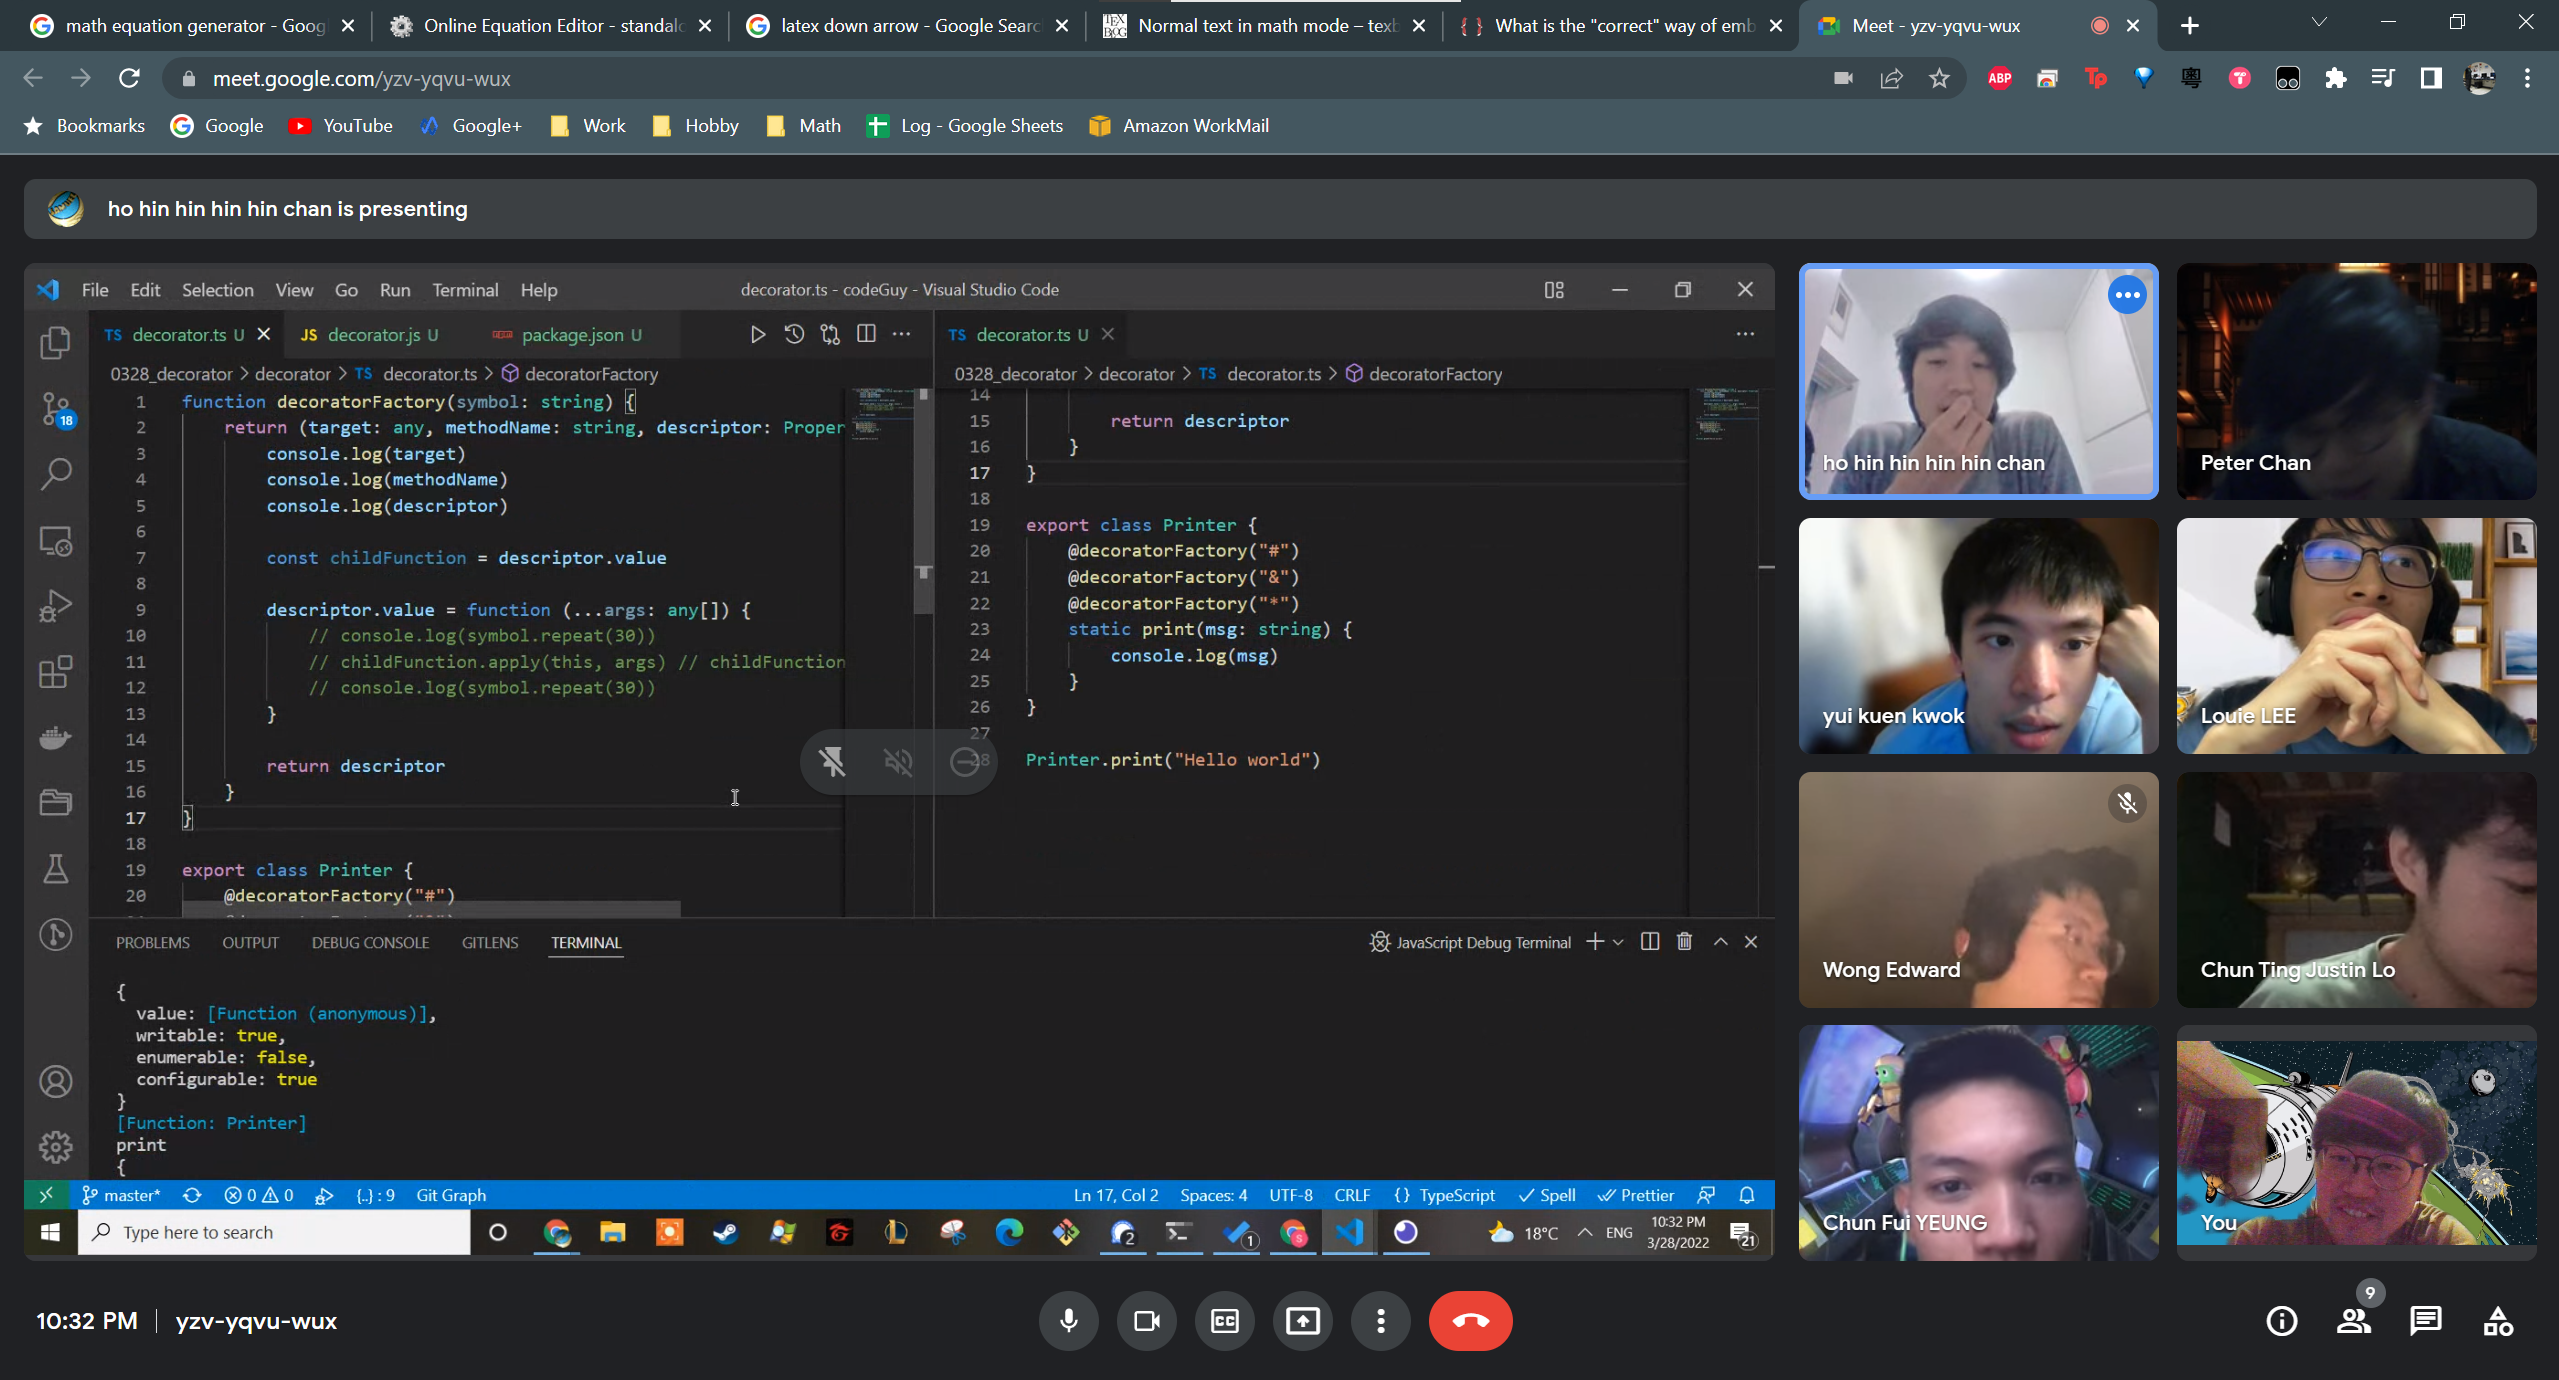 math equation generator - Goog
Online Equation Editor - standalo
latex down arrow - Google Searc
Normal text in math mode – texb
What is the "correct" way of emb
Meet - yzv-yqvu-wux
meet.google.com/yzv-yqvu-wux
ABP
Bookmarks
Google
YouTube
Google+
Work
Hobby
Math
Log - Google Sheets
Amazon WorkMail
ho hin hin hin hin chan is presenting
File Edit Selection View Go Run Terminal Help
decorator.ts - codeGuy - Visual Studio Code
TS decorator.ts U
JS decorator.js U
package.json U
0328_decorator > decorator > TS decorator.ts > decoratorFactory
1 function decoratorFactory(symbol: string) {
2 return (target: any, methodName: string, descriptor: Proper
3 console.log(target)
4 console.log(methodName)
5 console.log(descriptor)
6
7 const childFunction = descriptor.value
8
9 descriptor.value = function (...args: any[]) {
10 // console.log(symbol.repeat(30))
11 // childFunction.apply(this, args) // childFunction
12 // console.log(symbol.repeat(30))
13 }
14
15 return descriptor
16 }
17 }
18
19 export class Printer {
20 @decoratorFactory("#")
TS decorator.ts U
0328_decorator > decorator > TS decorator.ts > decoratorFactory
14
15 return descriptor
16 }
17 }
18
19 export class Printer {
20 @decoratorFactory("#")
21 @decoratorFactory("&")
22 @decoratorFactory("*")
23 static print(msg: string) {
24 console.log(msg)
25 }
26 }
27
28 Printer.print("Hello world")
18
PROBLEMS OUTPUT DEBUG CONSOLE GITLENS TERMINAL
JavaScript Debug Terminal
{
value: [Function (anonymous)],
writable: true,
enumerable: false,
configurable: true
}
[Function: Printer]
print
{
master* 0 0 {..} : 9 Git Graph
Ln 17, Col 2 Spaces: 4 UTF-8 CRLF {} TypeScript Spell Prettier
Type here to search
2
1
18°C
ENG
10:32 PM
3/28/2022
21
ho hin hin hin hin chan
Peter Chan
yui kuen kwok
Louie LEE
Wong Edward
Chun Ting Justin Lo
Chun Fui YEUNG
You
10:32 PM | yzv-yqvu-wux
CC
9